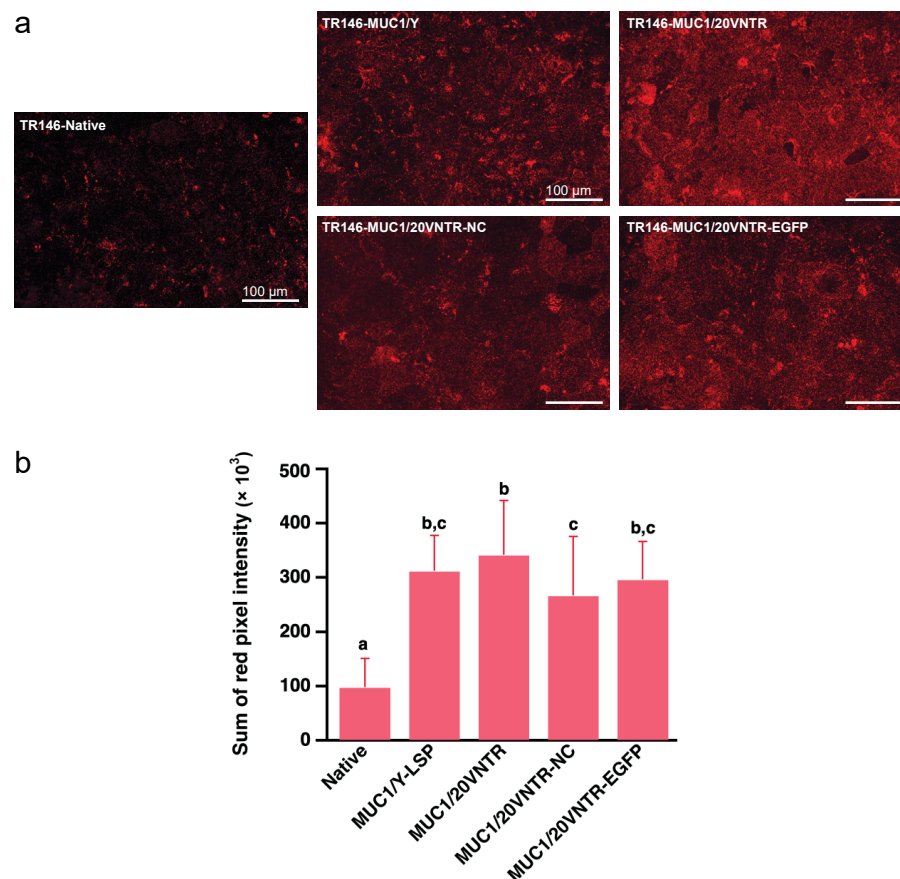 a
TR146-Native
100 µm
TR146-MUC1/Y
100 µm
TR146-MUC1/20VNTR
TR146-MUC1/20VNTR-NC
TR146-MUC1/20VNTR-EGFP
b
Sum of red pixel intensity (× 10³)
500
400
300
200
100
0
a
b,c
b
c
b,c
Native
MUC1/Y-LSP
MUC1/20VNTR
MUC1/20VNTR-NC
MUC1/20VNTR-EGFP